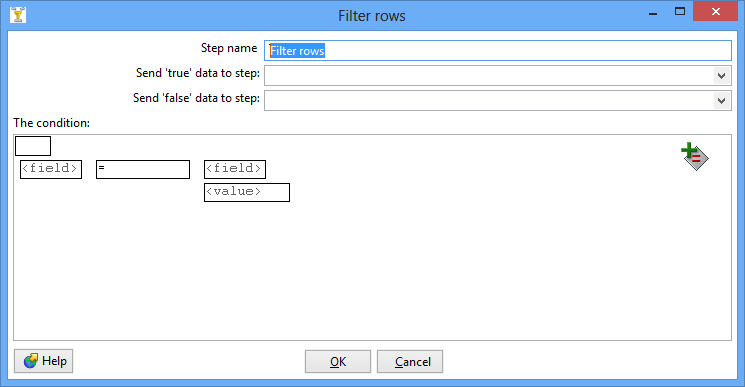 Filter rows
Step name Filter rows
Send 'true' data to step:
Send 'false' data to step:
The condition:
<field> = <field>
<value>
Help OK Cancel